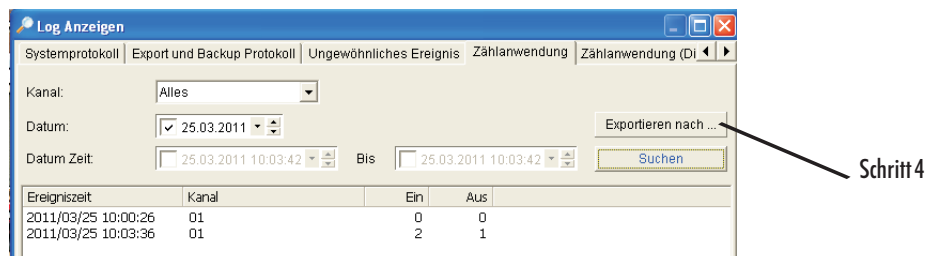 Log Anzeigen
Systemprotokoll Export und Backup Protokoll Ungewöhnliches Ereignis Zählanwendung Zählanwendung (Di
Kanal: Alles
Datum: 25.03.2011 Exportieren nach ...
Datum Zeit: 25.03.2011 10:03:42 Bis 25.03.2011 10:03:42 Suchen
Schritt 4
Ereigniszeit Kanal Ein Aus
2011/03/25 10:00:26 01 0 0
2011/03/25 10:03:36 01 2 1